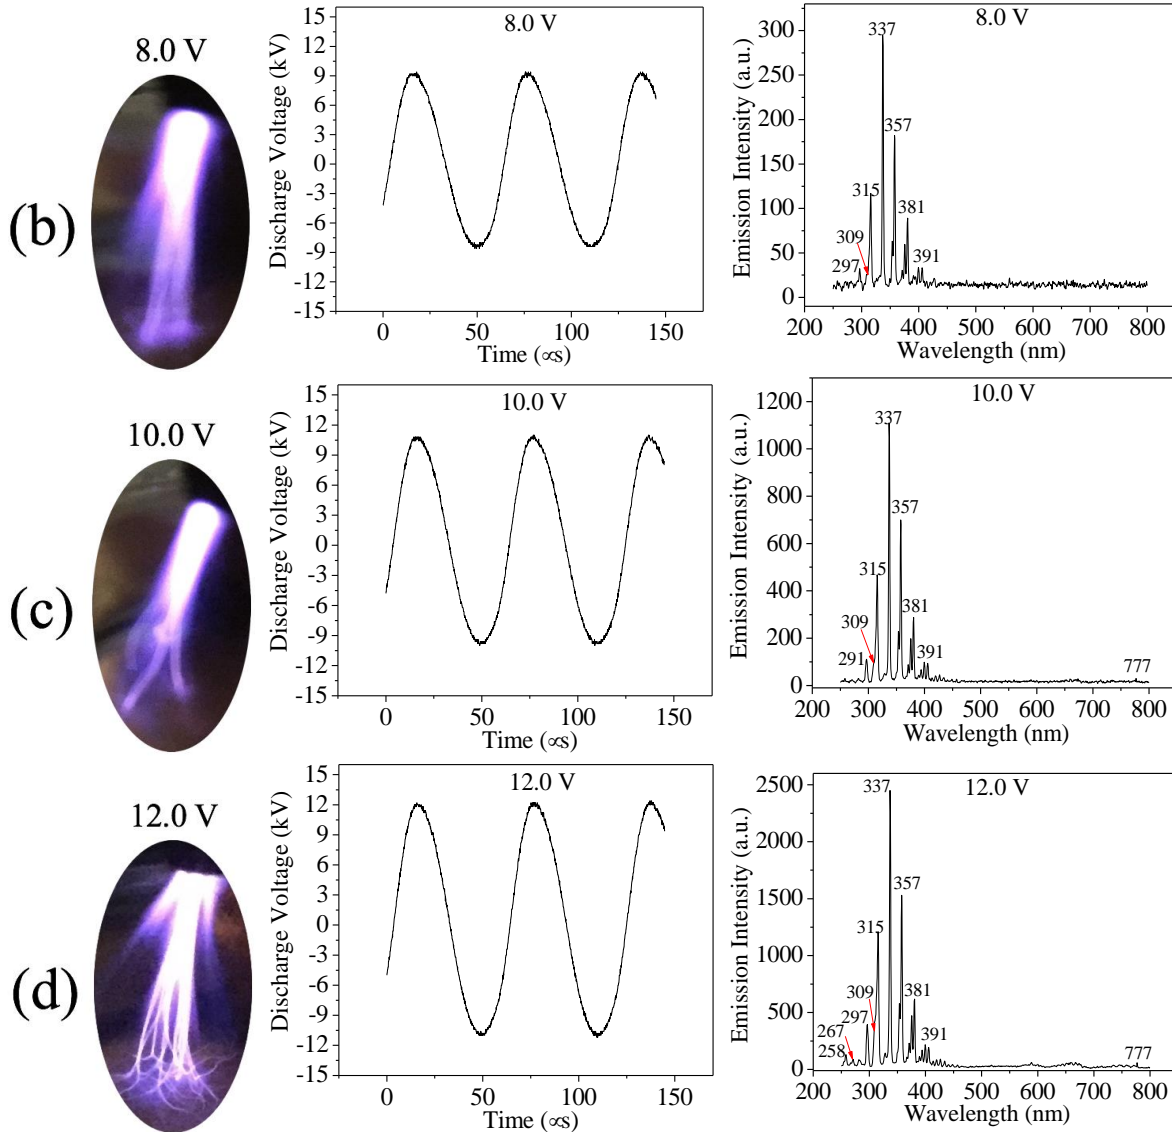 (b)
8.0 V
8.0 V
Discharge Voltage (kV)
15
12
9
6
3
0
-3
-6
-9
-12
-15
0 50 100 150
Time (∝s)
8.0 V
Emission Intensity (a.u.)
300
250
200
150
100
50
0
337
357
315
381
309
297
391
200 300 400 500 600 700 800
Wavelength (nm)
(c)
10.0 V
10.0 V
Discharge Voltage (kV)
15
12
9
6
3
0
-3
-6
-9
-12
-15
0 50 100 150
Time (∝s)
10.0 V
Emission Intensity (a.u.)
1200
1000
800
600
400
200
0
337
357
315
381
309
291
391
777
200 300 400 500 600 700 800
Wavelength (nm)
(d)
12.0 V
12.0 V
Discharge Voltage (kV)
15
12
9
6
3
0
-3
-6
-9
-12
-15
0 50 100 150
Time (∝s)
12.0 V
Emission Intensity (a.u.)
2500
2000
1500
1000
500
0
337
357
315
309
381
297
267
258
391
777
200 300 400 500 600 700 800
Wavelength (nm)